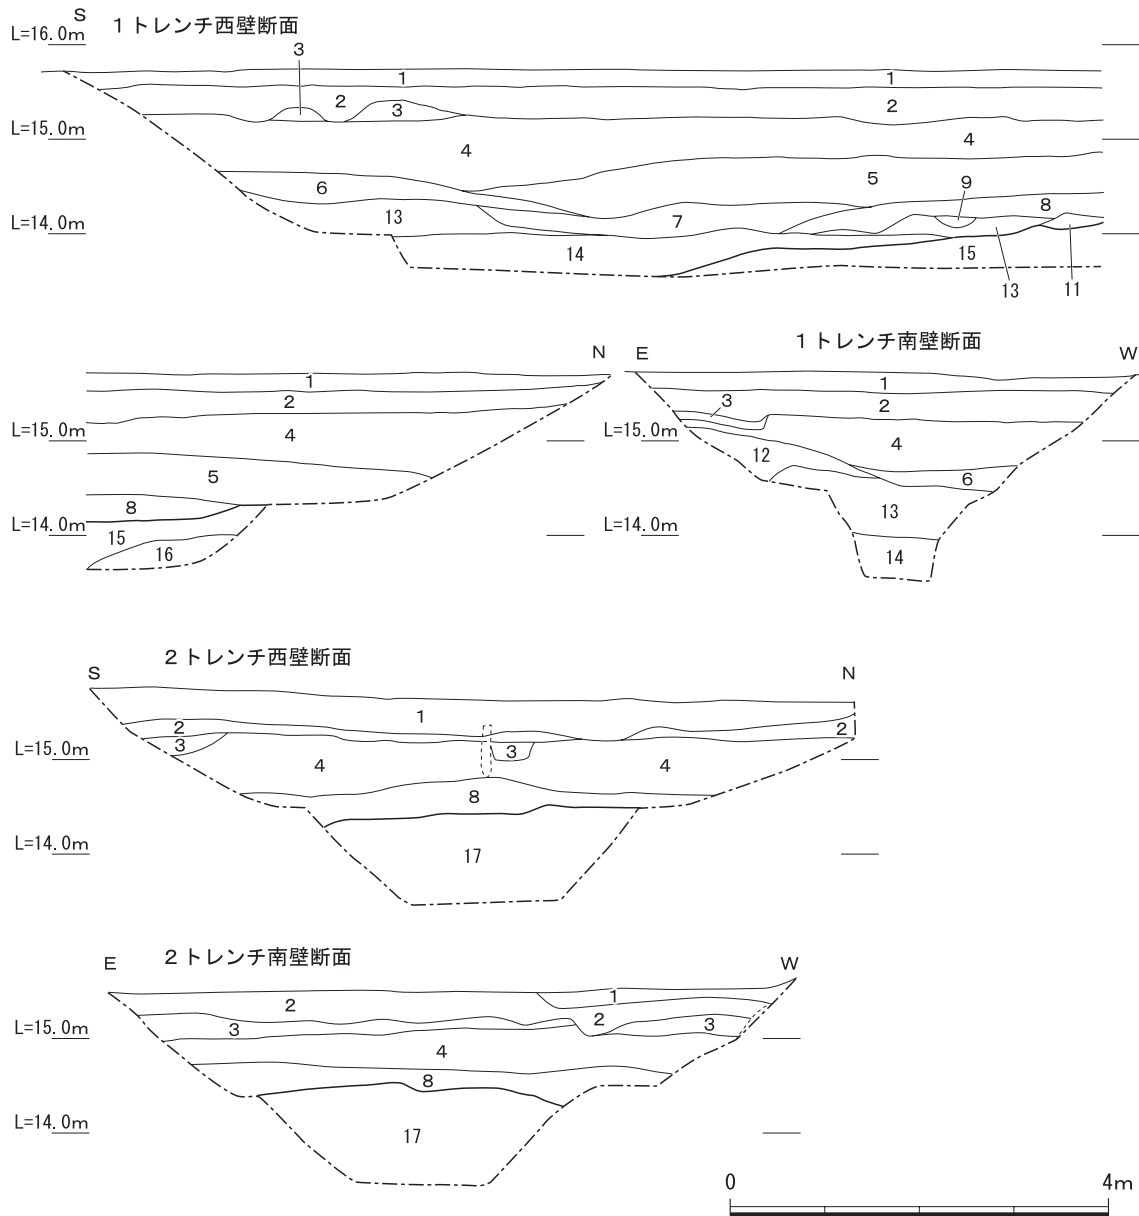 S １トレンチ西壁断面
L=16.0m
3
1 1
2 3 2
L=15.0m
4 4
6 5 9
13 7 8
L=14.0m
14 15
13 11
１トレンチ南壁断面
N E W
1 1
2 3 2
L=15.0m 4 L=15.0m 4
12
5 6
8 13
L=14.0m L=14.0m
15 16 14
２トレンチ西壁断面
S N
1
2 2
L=15.0m 3 3
4 4
8
L=14.0m
17
２トレンチ南壁断面
E W
2 1
L=15.0m 3 2 3
4
8
L=14.0m
17
0 4m